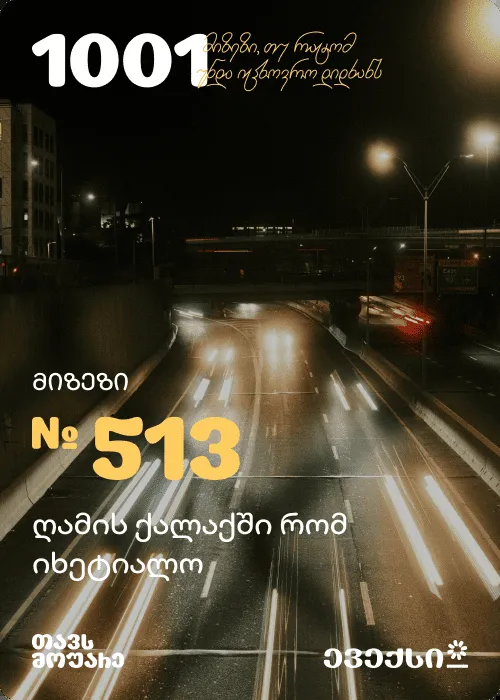 1001
მიზეზი, თუ რატომ
უნდა იცხოვრო დიდხანს
მიზეზი
№ 513
ღამის ქალაქში რომ
იხეტიალო
თავს
მოუარე
ევექსი